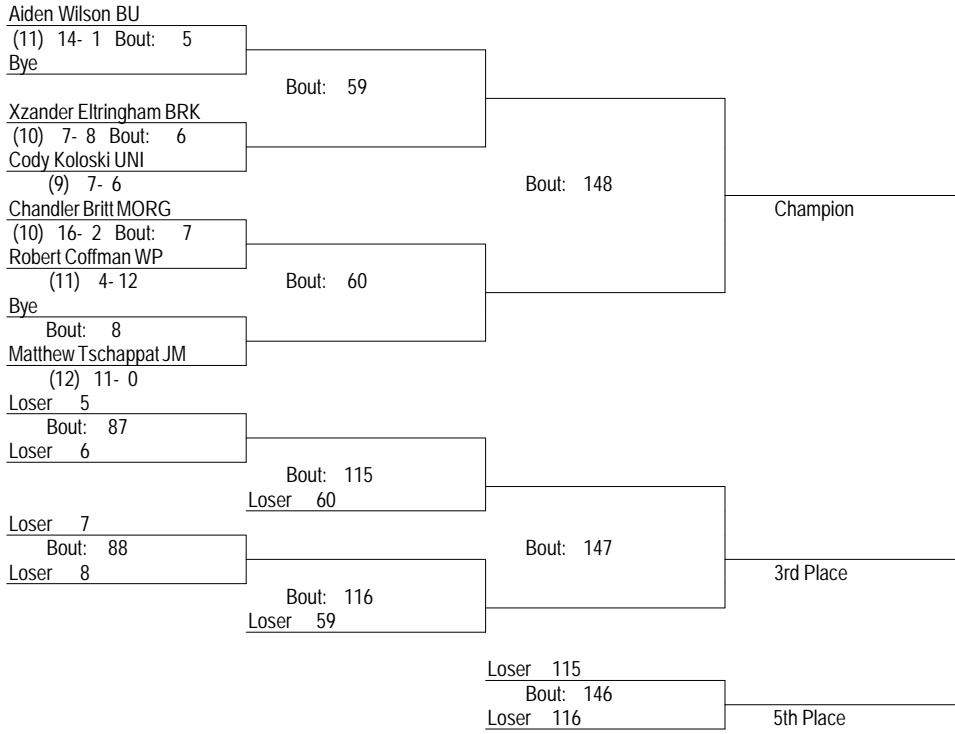 Aiden Wilson BU
(11) 14- 1 Bout: 5
Bye
Bout: 59
Xzander Eltringham BRK
(10) 7- 8 Bout: 6
Cody Koloski UNI
(9) 7- 6
Bout: 148
Chandler Britt MORG
Champion
(10) 16- 2 Bout: 7
Robert Coffman WP
(11) 4- 12
Bout: 60
Bye
Bout: 8
Matthew Tschappat JM
(12) 11- 0
Loser 5
Bout: 87
Loser 6
Bout: 115
Loser 60
Loser 7
Bout: 88
Bout: 147
Loser 8
3rd Place
Bout: 116
Loser 59
Loser 115
Bout: 146
Loser 116
5th Place